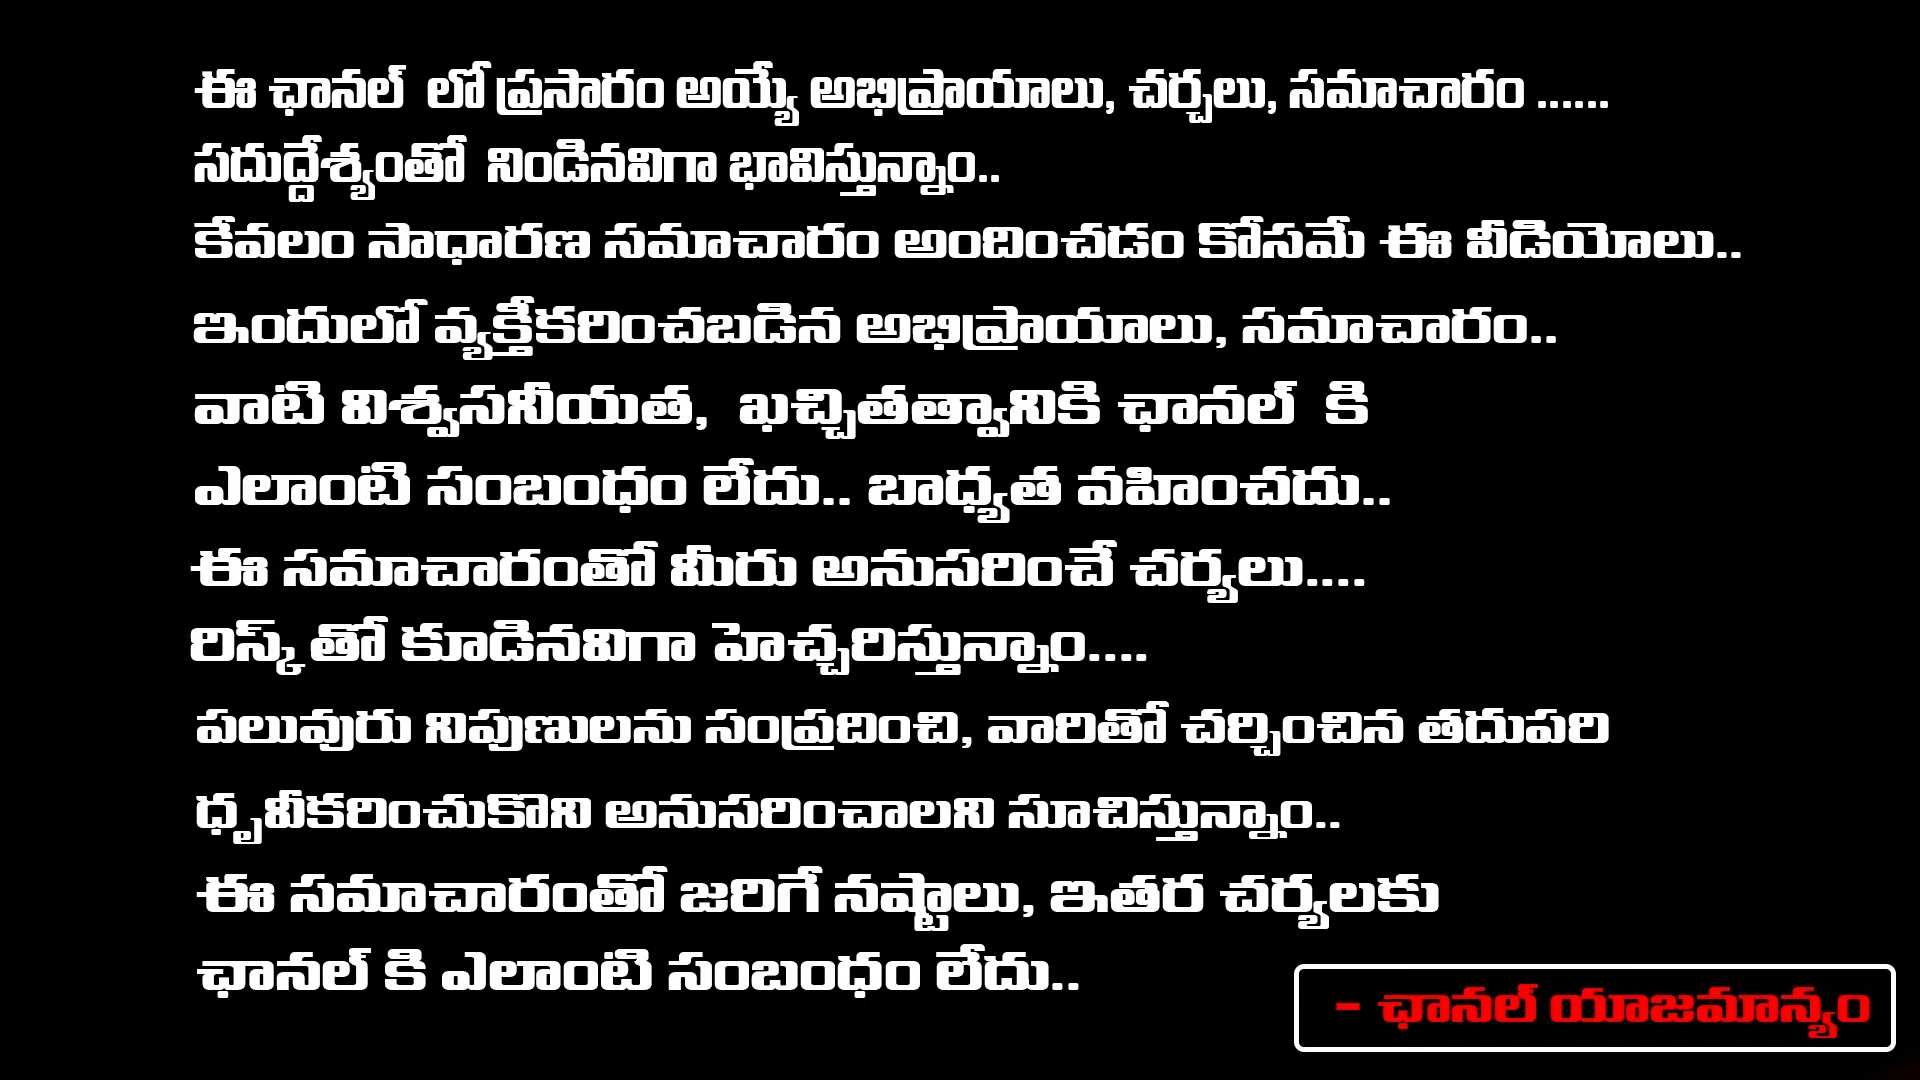 ఈ ఛానల్ లో ప్రసారం అయ్యే అభిప్రాయాలు, చర్చలు, సమాచారం ......
సదుద్దేశ్యంతో నిండినవిగా భావిస్తున్నాం..
కేవలం సాధారణ సమాచారం అందించడం కోసమే ఈ వీడియోలు..
ఇందులో వ్యక్తీకరించబడిన అభిప్రాయాలు, సమాచారం..
వాటి విశ్వసనీయత, ఖచ్చితత్వానికి ఛానల్ కి
ఎలాంటి సంబంధం లేదు.. బాధ్యత వహించదు..
ఈ సమాచారంతో మీరు అనుసరించే చర్యలు....
రిస్క్ తో కూడినవిగా హెచ్చరిస్తున్నాం....
పలువురు నిపుణులను సంప్రదించి, వారితో చర్చించిన తదుపరి
ధృవీకరించుకొని అనుసరించాలని సూచిస్తున్నాం..
ఈ సమాచారంతో జరిగే నష్టాలు, ఇతర చర్యలకు
ఛానల్ కి ఎలాంటి సంబంధం లేదు..
- ఛానల్ యాజమాన్యం